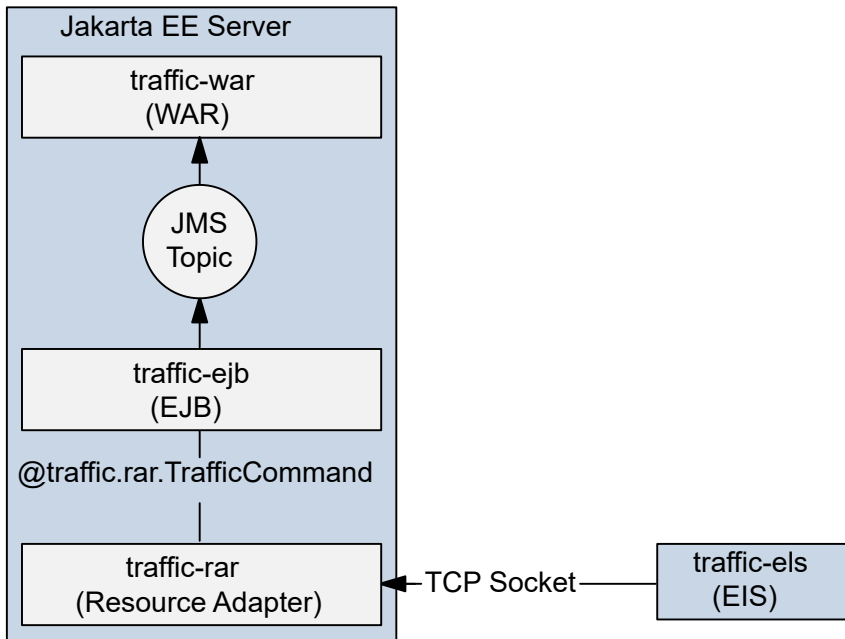 Jakarta EE Server
traffic-war
(WAR)
JMS
Topic
traffic-ejb
(EJB)
@traffic.rar.TrafficCommand
traffic-rar
(Resource Adapter)
TCP Socket
traffic-els
(EIS)